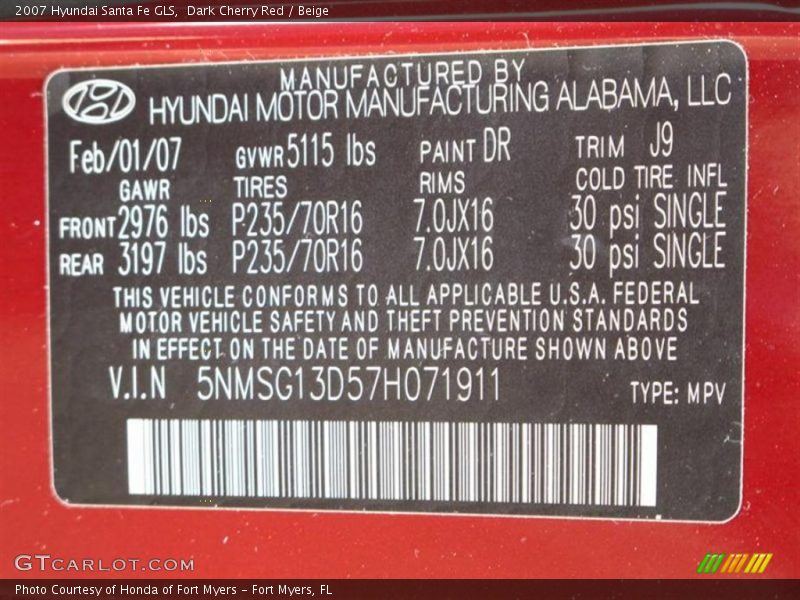 2007 Hyundai Santa Fe GLS,  Dark Cherry Red / Beige
MANUFACTURED BY
HYUNDAI MOTOR MANUFACTURING ALABAMA, LLC
Feb/01/07 GVWR 5115 lbs PAINT DR TRIM J9
GAWR TIRES RIMS COLD TIRE INFL
FRONT 2976 lbs P235/70R16 7.0JX16 30 psi SINGLE
REAR 3197 lbs P235/70R16 7.0JX16 30 psi SINGLE
THIS VEHICLE CONFORMS TO ALL APPLICABLE U.S.A. FEDERAL
MOTOR VEHICLE SAFETY AND THEFT PREVENTION STANDARDS
IN EFFECT ON THE DATE OF MANUFACTURE SHOWN ABOVE
V.I.N 5NMSG13D57H071911 TYPE: MPV
GTCARLOT.COM
Photo Courtesy of Honda of Fort Myers - Fort Myers, FL